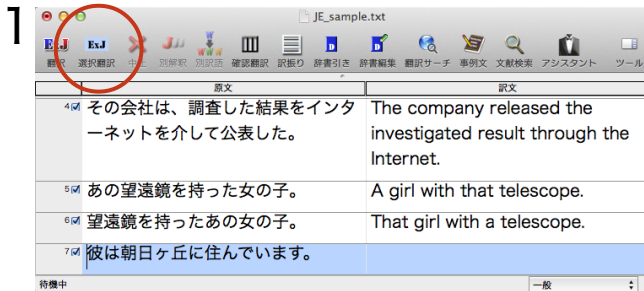 1
JE_sample.txt
E▸J ExJ
翻訳 選択翻訳 中止 別解釈 別訳語 確認翻訳 訳振り 辞書引き 辞書編集 翻訳サーチ 事例文 文献検索 アシスタント ツール
原文 訳文
4 その会社は、調査した結果をインタ
ーネットを介して公表した。
The company released the
investigated result through the
Internet.
5 あの望遠鏡を持った女の子。 A girl with that telescope.
6 望遠鏡を持ったあの女の子。 That girl with a telescope.
7 彼は朝日ヶ丘に住んでいます。
待機中 一般